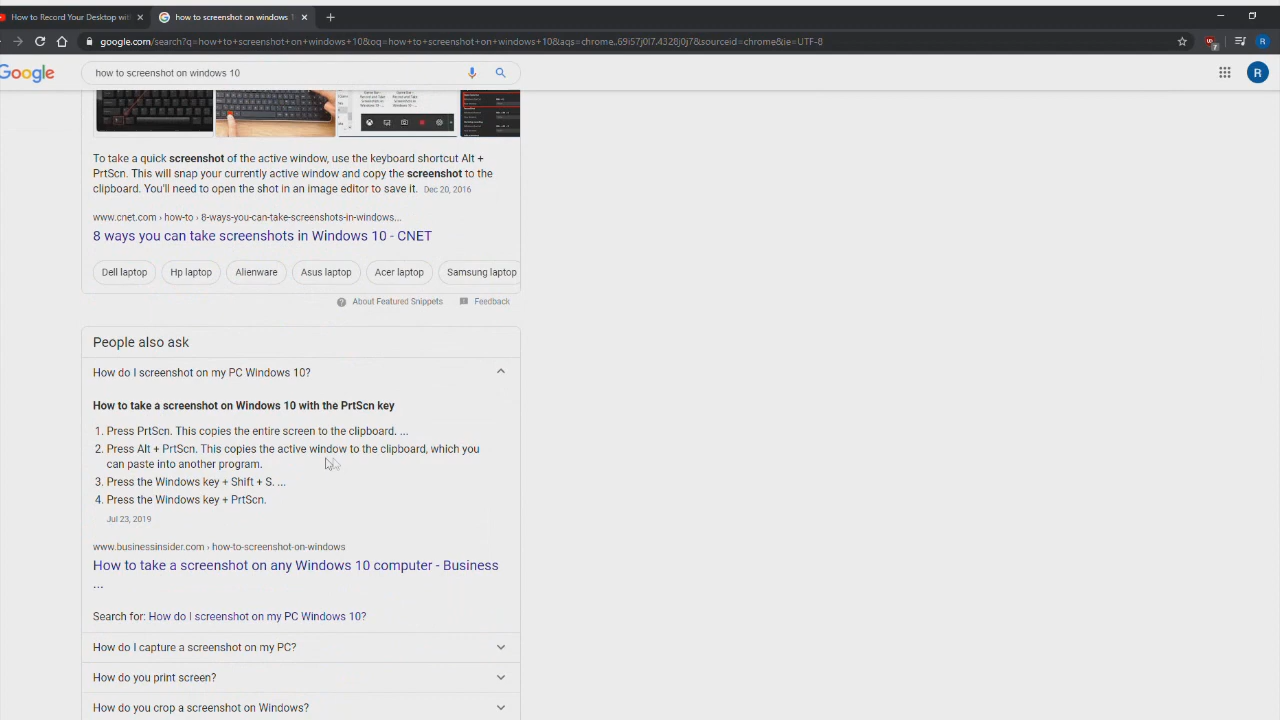 How to Record Your Desktop wit
how to screenshot on windows 1
google.com/search?q=how+to+screenshot+on+windows+10&oq=how+to+screenshot+on+windows+10&aqs=chrome..69i57j0l7.4328j0j7&sourceid=chrome&ie=UTF-8
7
R
Google
how to screenshot on windows 10
R
To take a quick screenshot of the active window, use the keyboard shortcut Alt +
PrtScn. This will snap your currently active window and copy the screenshot to the
clipboard. You'll need to open the shot in an image editor to save it. Dec 20, 2016
www.cnet.com › how-to › 8-ways-you-can-take-screenshots-in-windows...
8 ways you can take screenshots in Windows 10 - CNET
Dell laptop Hp laptop Alienware Asus laptop Acer laptop Samsung laptop
About Featured Snippets Feedback
People also ask
How do I screenshot on my PC Windows 10?
How to take a screenshot on Windows 10 with the PrtScn key
1. Press PrtScn. This copies the entire screen to the clipboard. ...
2. Press Alt + PrtScn. This copies the active window to the clipboard, which you
can paste into another program.
3. Press the Windows key + Shift + S. ...
4. Press the Windows key + PrtScn.
Jul 23, 2019
www.businessinsider.com › how-to-screenshot-on-windows
How to take a screenshot on any Windows 10 computer - Business
...
Search for: How do I screenshot on my PC Windows 10?
How do I capture a screenshot on my PC?
How do you print screen?
How do you crop a screenshot on Windows?